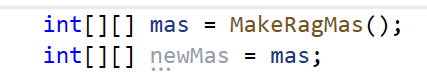 int[][] mas = MakeRagMas();
int[][] newMas = mas;